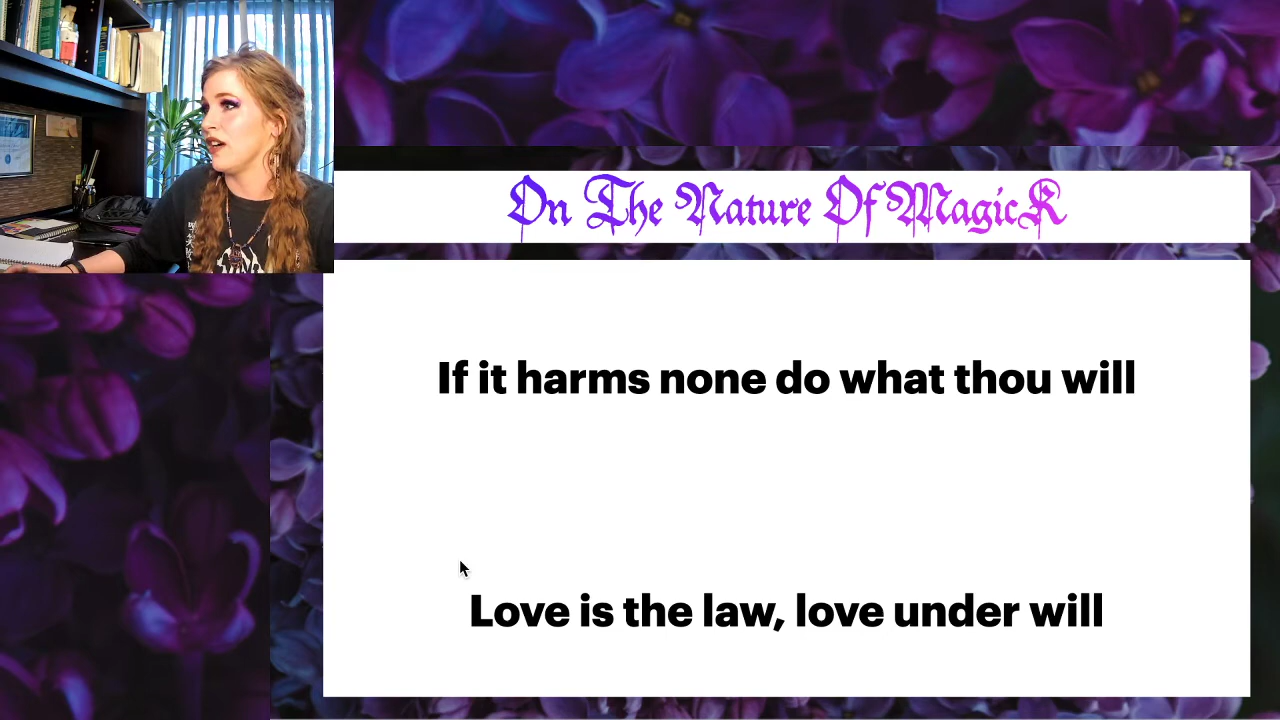 On The Nature Of MagicK
If it harms none do what thou will
Love is the law, love under will